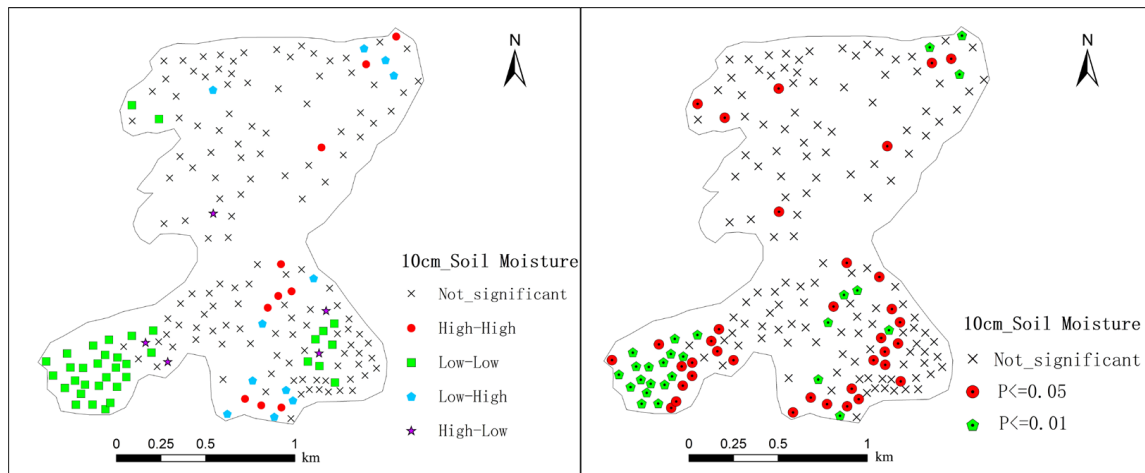 N
10cm_Soil Moisture
Not_significant
High-High
Low-Low
Low-High
High-Low
0 0.25 0.5 1
km
N
10cm_Soil Moisture
Not_significant
P<=0.05
P<=0.01
0 0.25 0.5 1
km